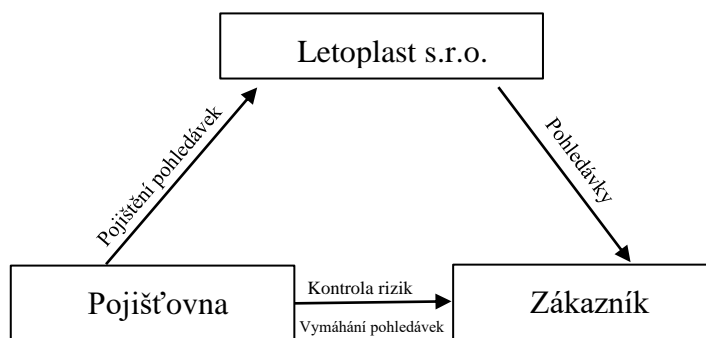 Letoplast s.r.o.
Pojištění pohledávek
Pohledávky
Pojišťovna
Kontrola rizik
Vymáhání pohledávek
Zákazník